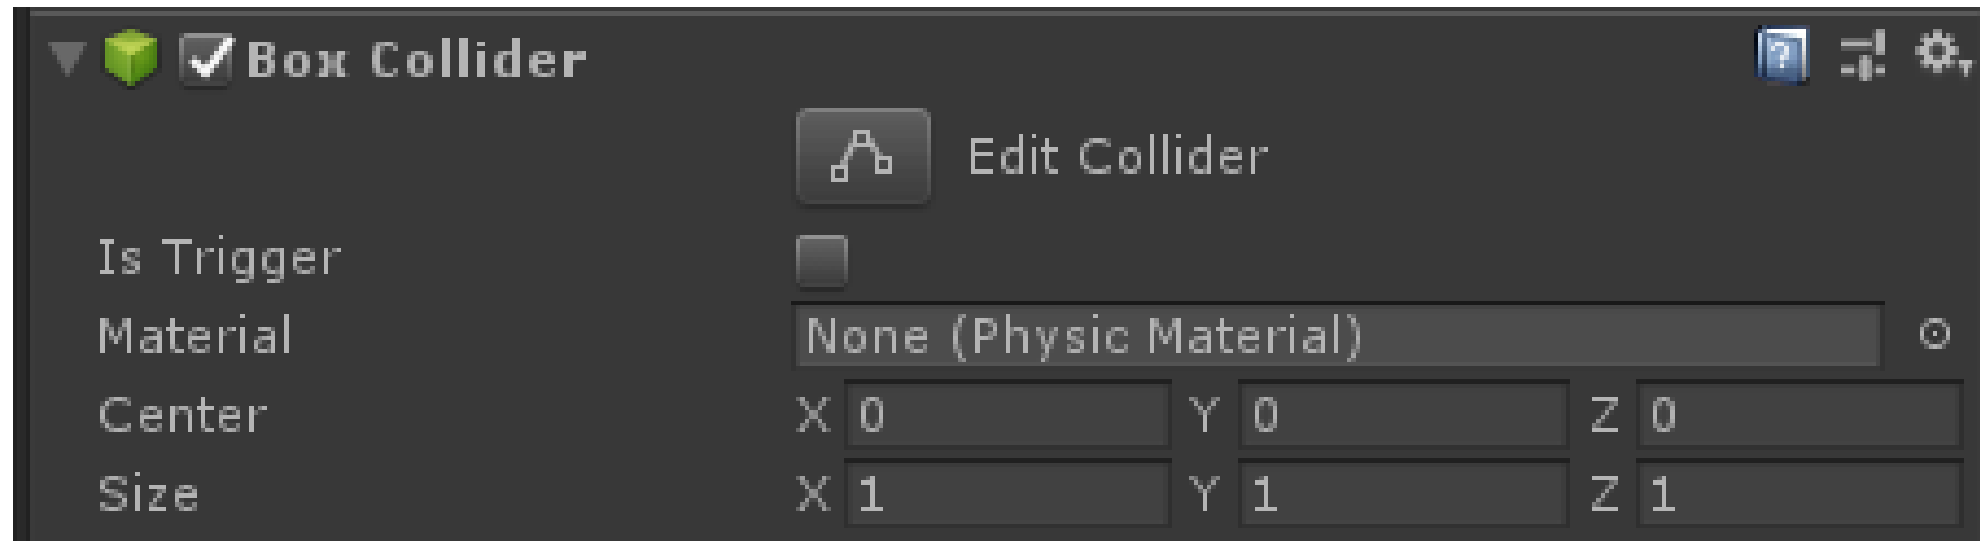 Box Collider
Edit Collider
Is Trigger
Material None (Physic Material)
Center X 0 Y 0 Z 0
Size X 1 Y 1 Z 1